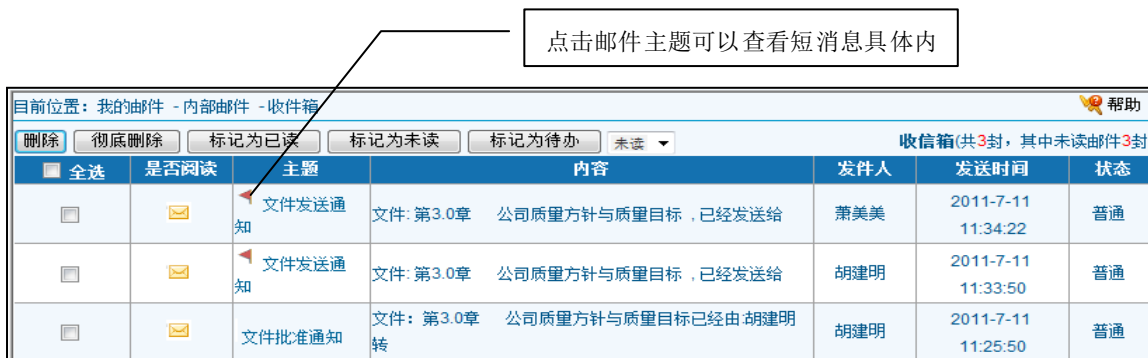 点击邮件主题可以查看短消息具体内
目前位置：我的邮件 -内部邮件 -收件箱 帮助
删除 彻底删除 标记为已读 标记为未读 标记为待办 未读 收信箱(共3封，其中未读邮件3封
全选 是否阅读 主题 内容 发件人 发送时间 状态
文件发送通
知
文件: 第3.0章 公司质量方针与质量目标 , 已经发送给 萧美美
2011-7-11
11:34:22
普通
文件发送通
知
文件: 第3.0章 公司质量方针与质量目标 , 已经发送给 胡建明
2011-7-11
11:33:50
普通
文件批准通知
文件：第3.0章 公司质量方针与质量目标已经由:胡建明
转
胡建明
2011-7-11
11:25:50
普通